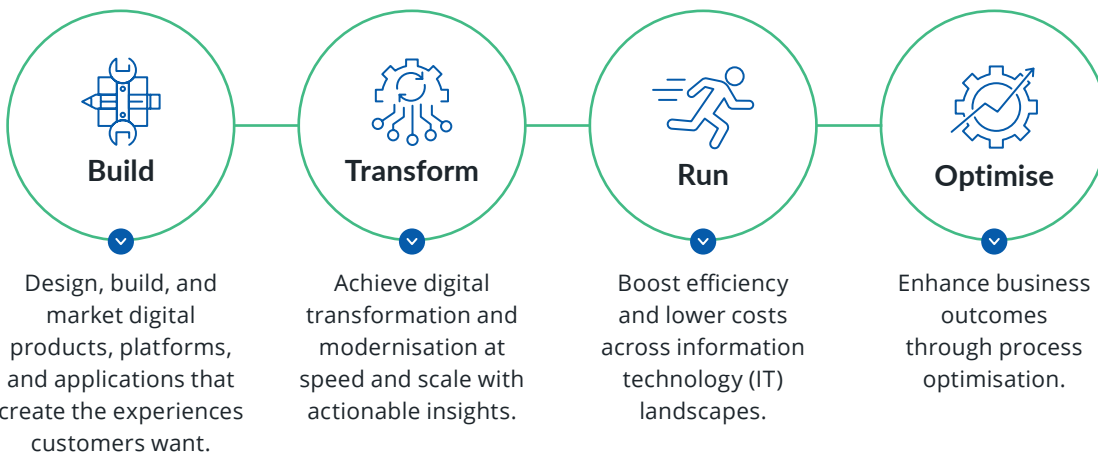 Build
Design, build, and
market digital
products, platforms,
and applications that
create the experiences
customers want.
Transform
Achieve digital
transformation and
modernisation at
speed and scale with
actionable insights.
Run
Boost efficiency
and lower costs
across information
technology (IT)
landscapes.
Optimise
Enhance business
outcomes
through process
optimisation.